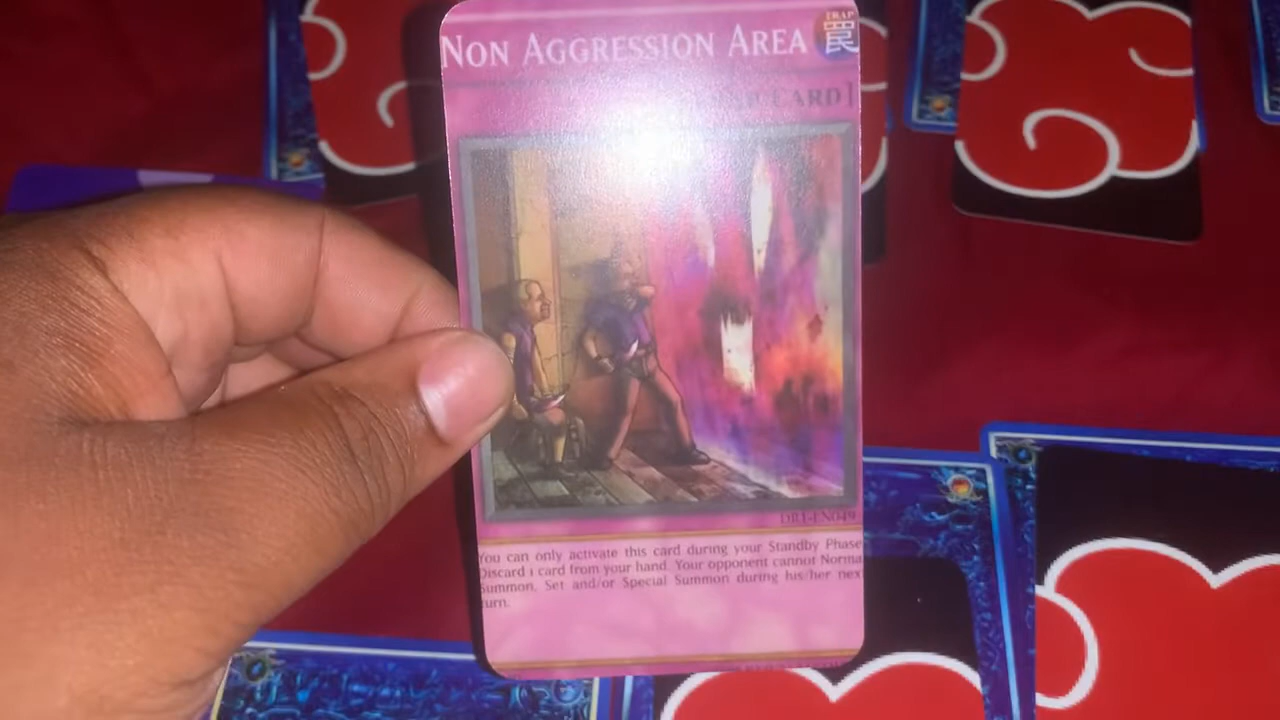 NON AGGRESSION AREA
TRAP
罠
CARD]
DR1-EN049
You can only activate this card during your Standby Phase
Discard 1 card from your hand. Your opponent cannot Norma
Summon, Set and/or Special Summon during his/her nex
turn.